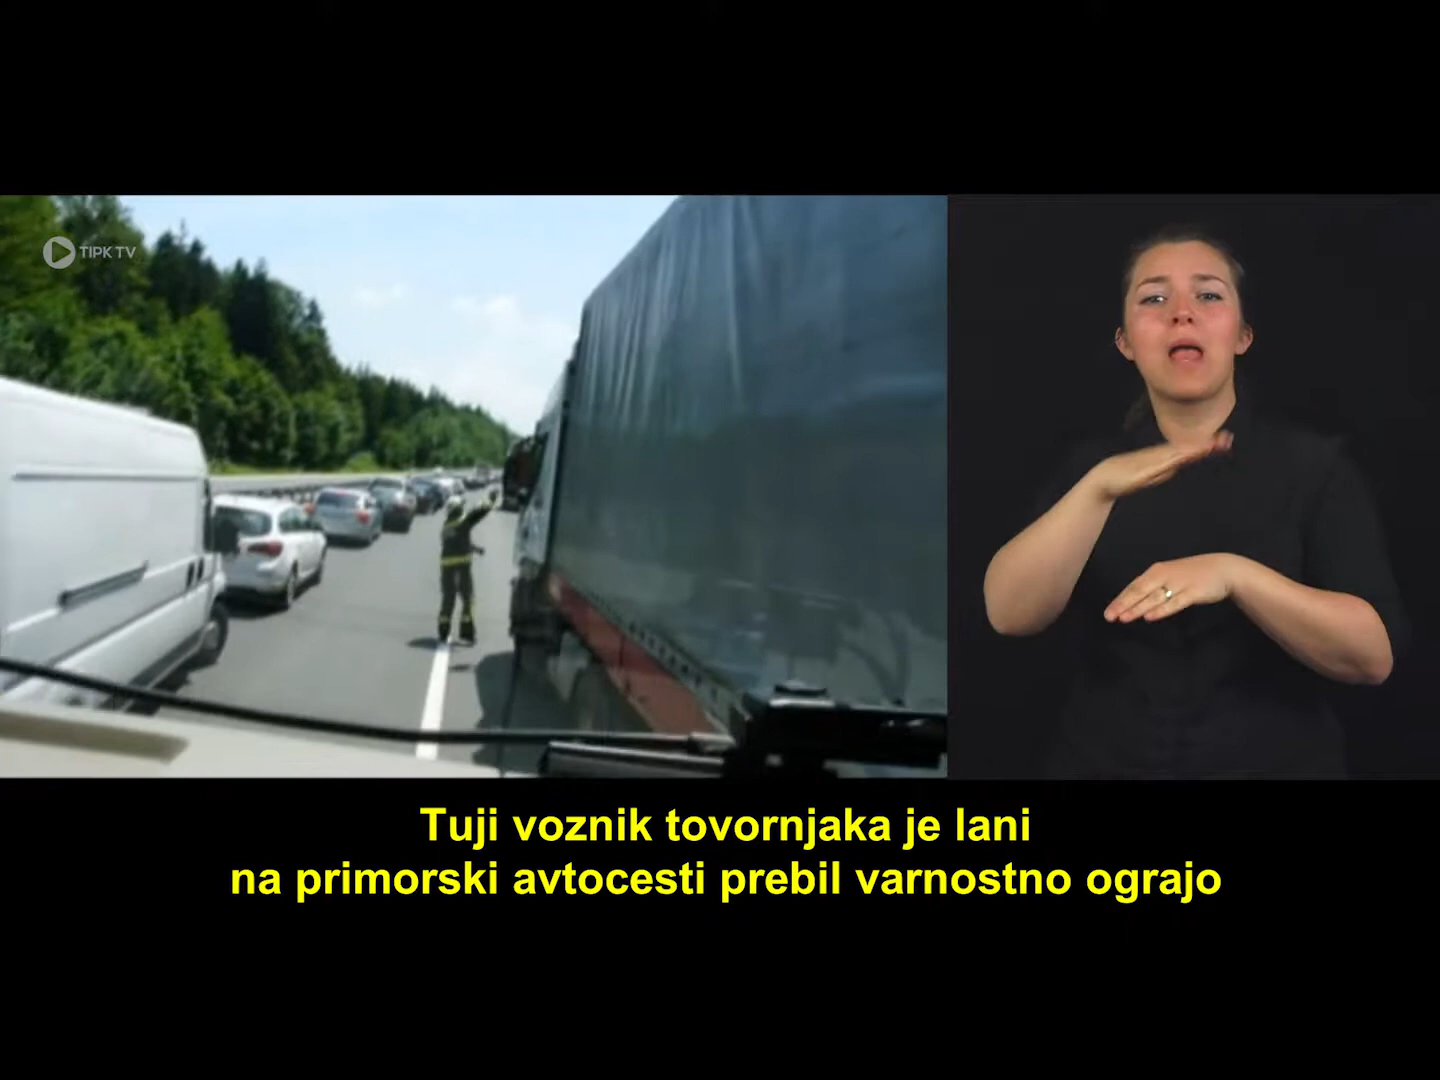 TIPK TV
Tuji voznik tovornjaka je lani
na primorski avtocesti prebil varnostno ograjo